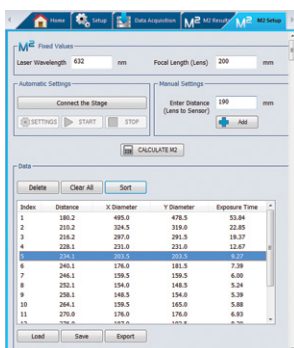 Home Setup Data Acquisition M² M2 Results M² M2 Setup
M² Fixed Values
Laser Wavelength 632 nm Focal Length (Lens) 200 mm
Automatic Settings Manual Settings
Connect the Stage Enter Distance (Lens to Sensor) 190 mm
SETTINGS START STOP Add
CALCULATE M2
Data
Delete Clear All Sort
Index Distance X Diameter Y Diameter Exposure Time
1 180.2 495.0 478.5 53.84
2 210.2 324.5 319.0 22.85
3 216.2 297.0 291.5 19.37
4 228.1 231.0 231.0 12.67
5 234.1 203.5 203.5 9.27
6 240.1 176.0 181.5 7.39
7 246.1 159.5 159.5 6.00
8 252.1 154.0 148.5 5.24
9 258.1 148.5 154.0 5.39
10 264.1 159.5 165.0 5.88
11 270.0 176.0 176.0 6.93
Load Save Export